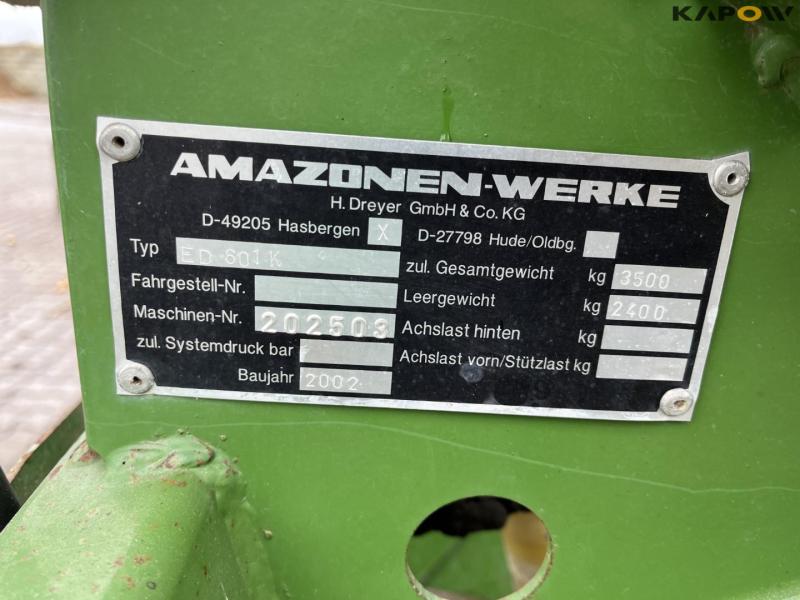 KAPOW
AMAZONEN-WERKE
H. Dreyer GmbH & Co. KG
D-49205 Hasbergen X D-27798 Hude/Oldbg.
Typ ED 601K zul. Gesamtgewicht kg 3500
Fahrgestell-Nr. Leergewicht kg 2400
Maschinen-Nr. 202503 Achslast hinten kg
zul. Systemdruck bar Achslast vorn/Stützlast kg
Baujahr 2002